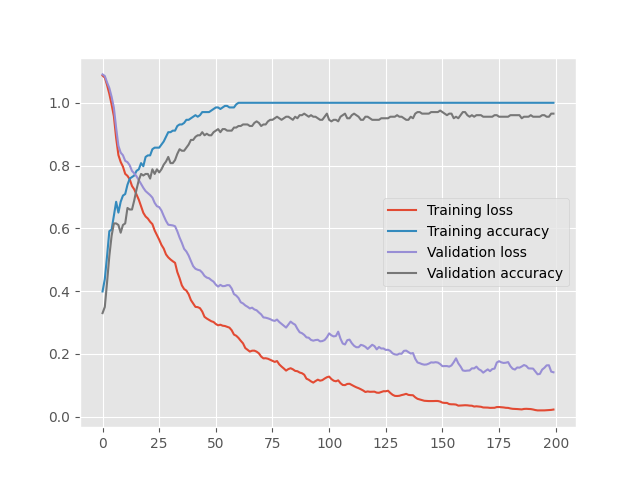 1.0
0.8
0.6
0.4
0.2
0.0
Training loss
Training accuracy
Validation loss
Validation accuracy
0 25 50 75 100 125 150 175 200